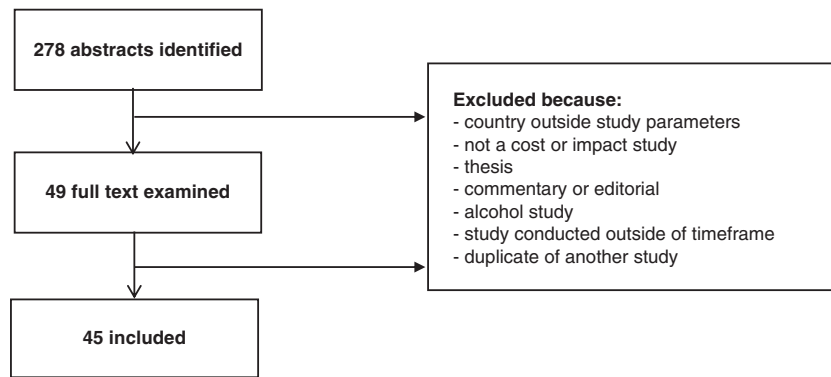 278 abstracts identified
Excluded because:
- country outside study parameters
- not a cost or impact study
- thesis
- commentary or editorial
- alcohol study
- study conducted outside of timeframe
- duplicate of another study
49 full text examined
45 included